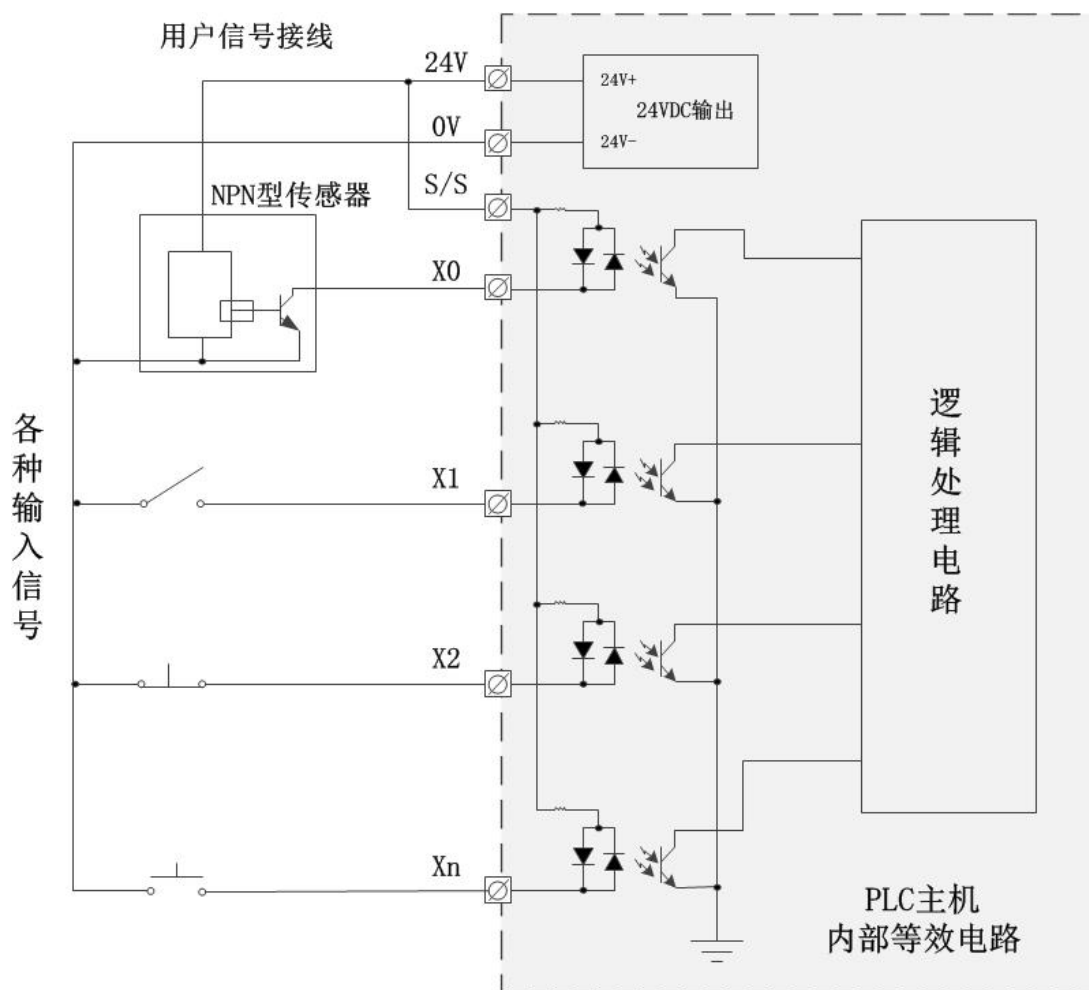 用户信号接线
24V
24V+
24VDC输出
0V
24V-
S/S
NPN型传感器
X0
各种输入信号
逻辑处理电路
X1
X2
Xn
PLC主机
内部等效电路